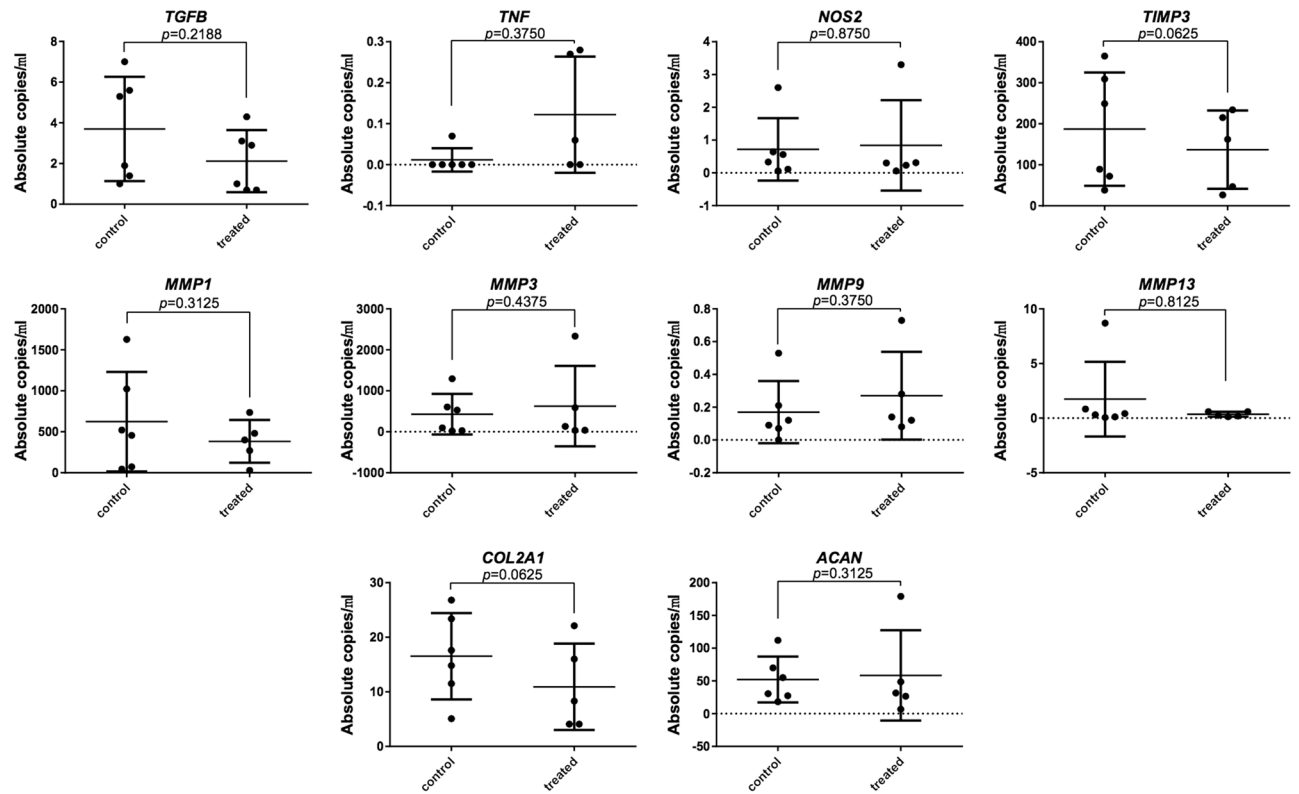 TGFB
p=0.2188
Absolute copies/ml
8
6
4
2
0
control
treated
TNF
p=0.3750
Absolute copies/ml
0.3
0.2
0.1
0.0
-0.1
control
treated
NOS2
p=0.8750
Absolute copies/ml
4
3
2
1
0
-1
control
treated
TIMP3
p=0.0625
Absolute copies/ml
400
300
200
100
0
control
treated
MMP1
p=0.3125
Absolute copies/ml
2000
1500
1000
500
0
control
treated
MMP3
p=0.4375
Absolute copies/ml
3000
2000
1000
0
-1000
control
treated
MMP9
p=0.3750
Absolute copies/ml
0.8
0.6
0.4
0.2
0.0
-0.2
control
treated
MMP13
p=0.8125
Absolute copies/ml
10
5
0
-5
control
treated
COL2A1
p=0.0625
Absolute copies/ml
30
20
10
0
control
treated
ACAN
p=0.3125
Absolute copies/ml
200
150
100
50
0
-50
control
treated